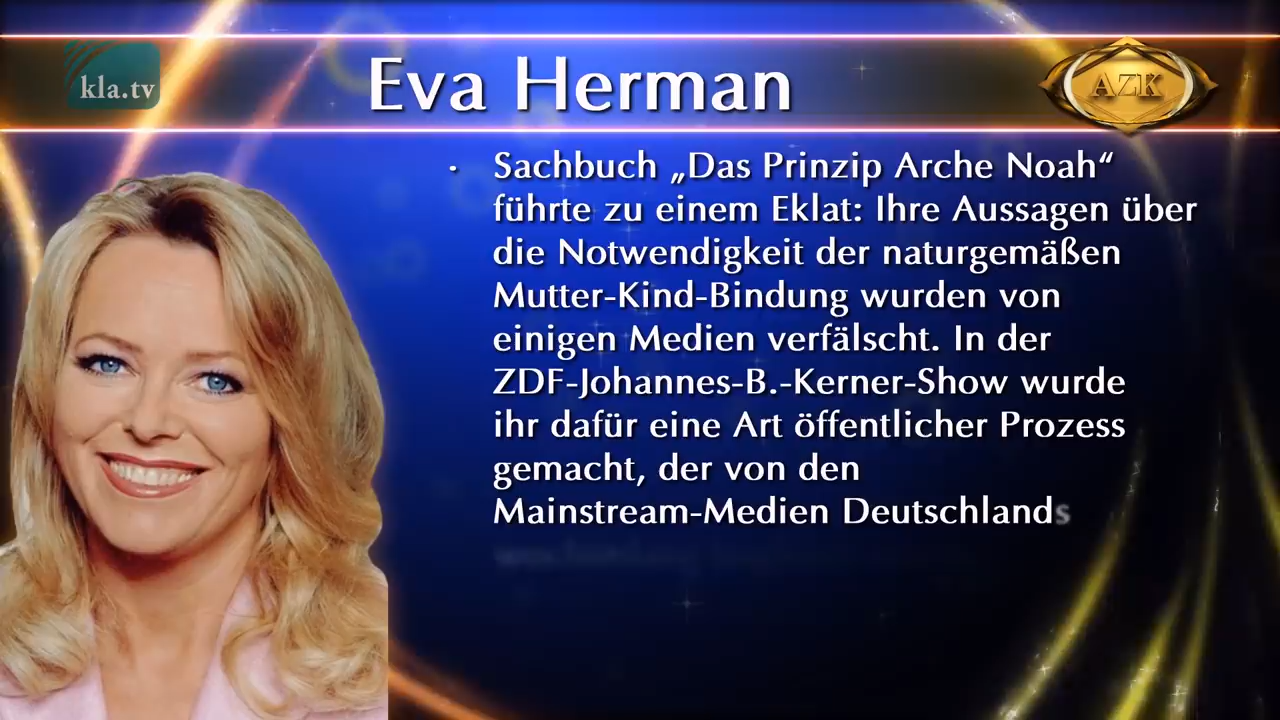 kla.tv
Eva Herman
AZK
· Sachbuch „Das Prinzip Arche Noah“
führte zu einem Eklat: Ihre Aussagen über
die Notwendigkeit der naturgemäßen
Mutter-Kind-Bindung wurden von
einigen Medien verfälscht. In der
ZDF-Johannes-B.-Kerner-Show wurde
ihr dafür eine Art öffentlicher Prozess
gemacht, der von den
Mainstream-Medien Deutschlands